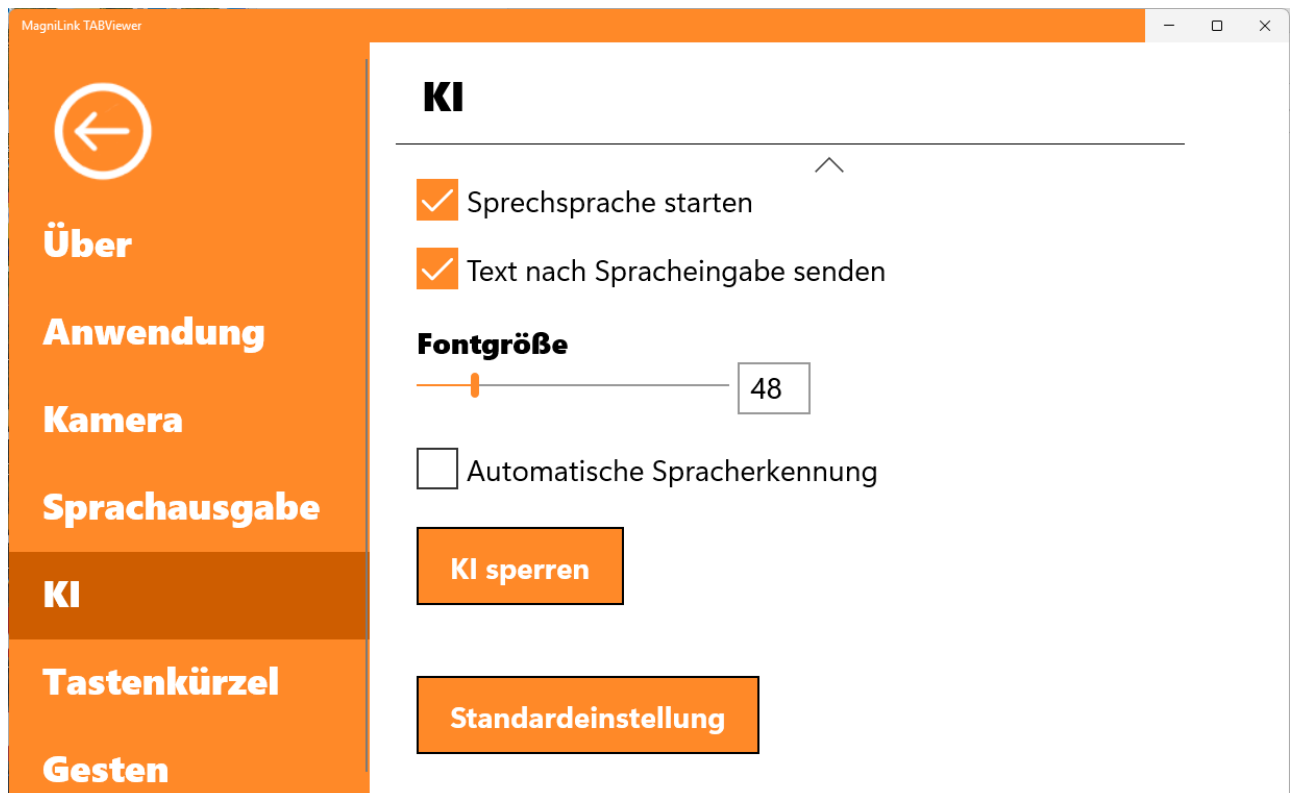 MagniLink TABViewer
Über
Anwendung
Kamera
Sprachausgabe
KI
Tastenkürzel
Gesten
KI
Sprechsprache starten
Text nach Spracheingabe senden
Fontgröße
48
Automatische Spracherkennung
KI sperren
Standardeinstellung